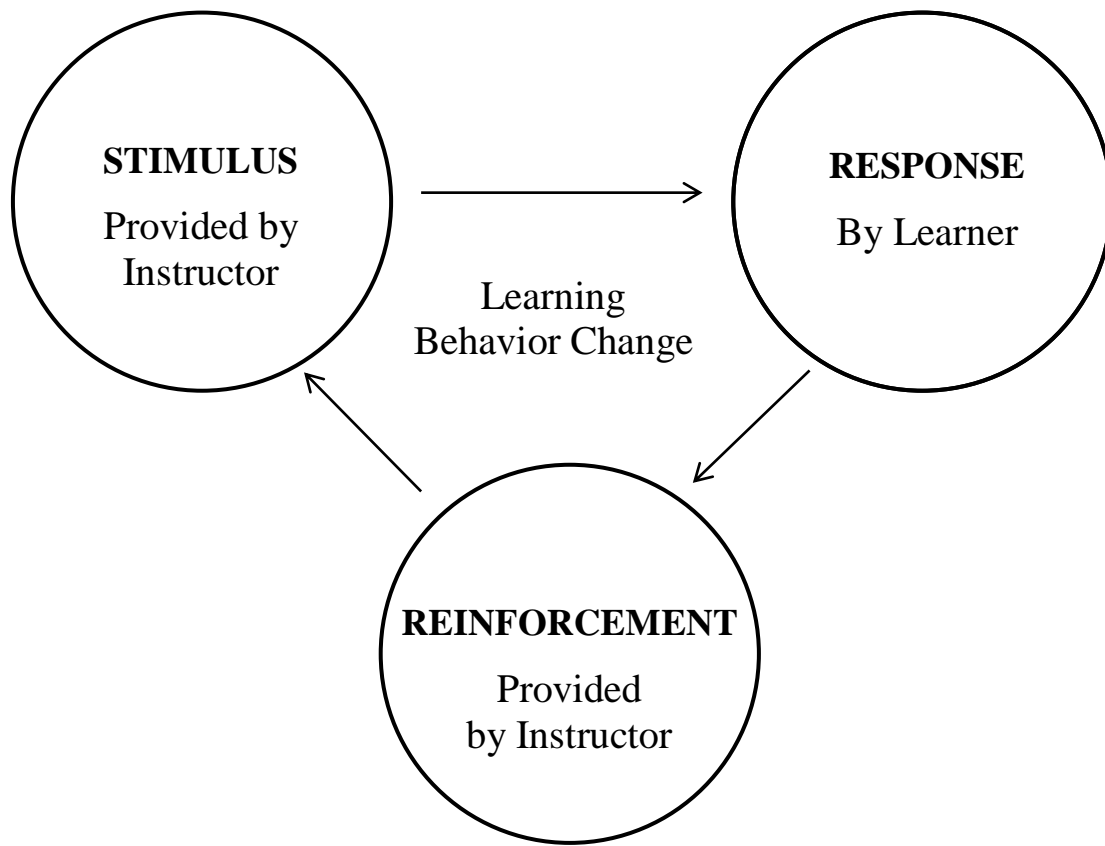 STIMULUS
Provided by
Instructor
RESPONSE
By Learner
Learning
Behavior Change
REINFORCEMENT
Provided
by Instructor